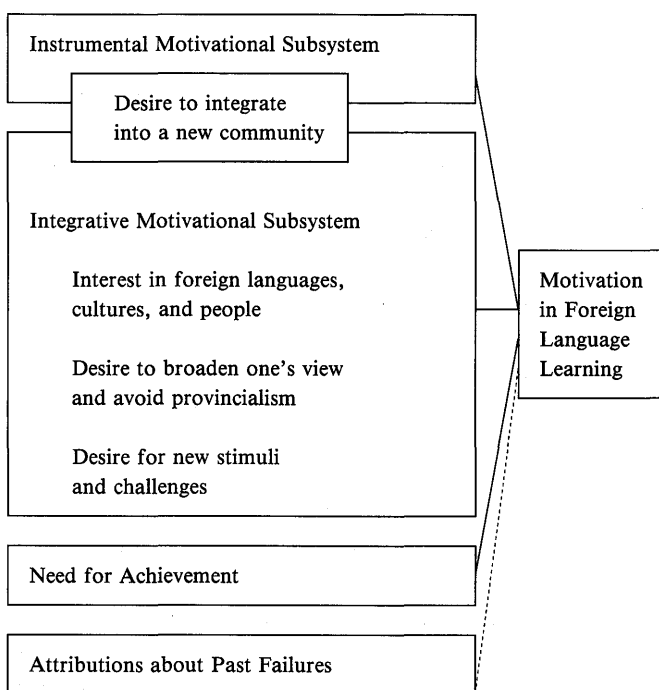 Instrumental Motivational Subsystem
Desire to integrate
into a new community
Integrative Motivational Subsystem
Interest in foreign languages,
cultures, and people
Desire to broaden one's view
and avoid provincialism
Desire for new stimuli
and challenges
Need for Achievement
Attributions about Past Failures
Motivation
in Foreign
Language
Learning